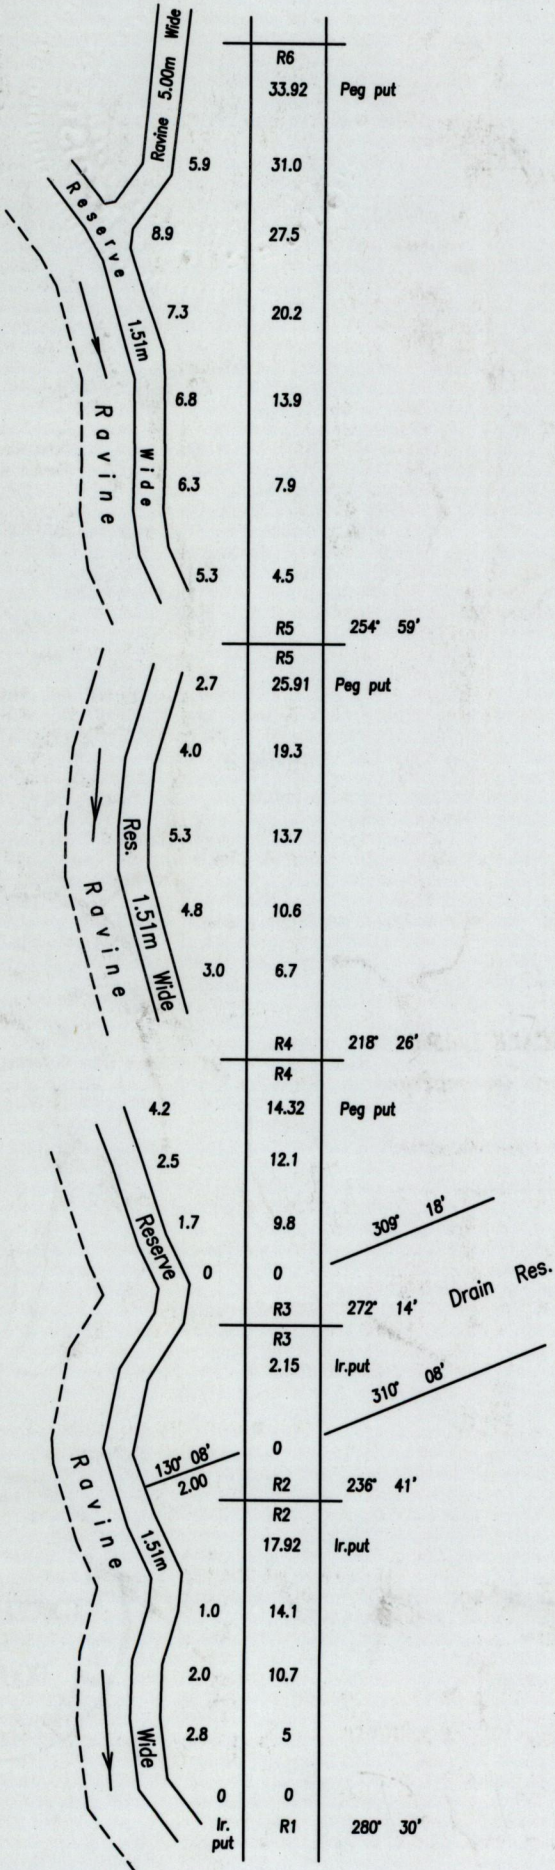 R6
33.92 Peg put
Ravine 5.00m Wide
5.9 31.0
Reserve
8.9 27.5
7.3 20.2
1.51m
6.8 13.9
Ravine
Wide
6.3 7.9
5.3 4.5
R5 254° 59'
R5
2.7 25.91 Peg put
4.0 19.3
Res.
5.3 13.7
Ravine
1.51m Wide
4.8 10.6
3.0 6.7
R4 218° 26'
R4
4.2 14.32 Peg put
2.5 12.1
Reserve
1.7 9.8
309° 18'
0 0
Drain Res.
R3 272° 14'
R3
2.15 Ir.put
310° 08'
0
130° 08'
2.00
R2 236° 41'
R2
Ravine
17.92 Ir.put
1.51m
1.0 14.1
2.0 10.7
Wide
2.8 5
0 0
Ir. put
R1 280° 30'